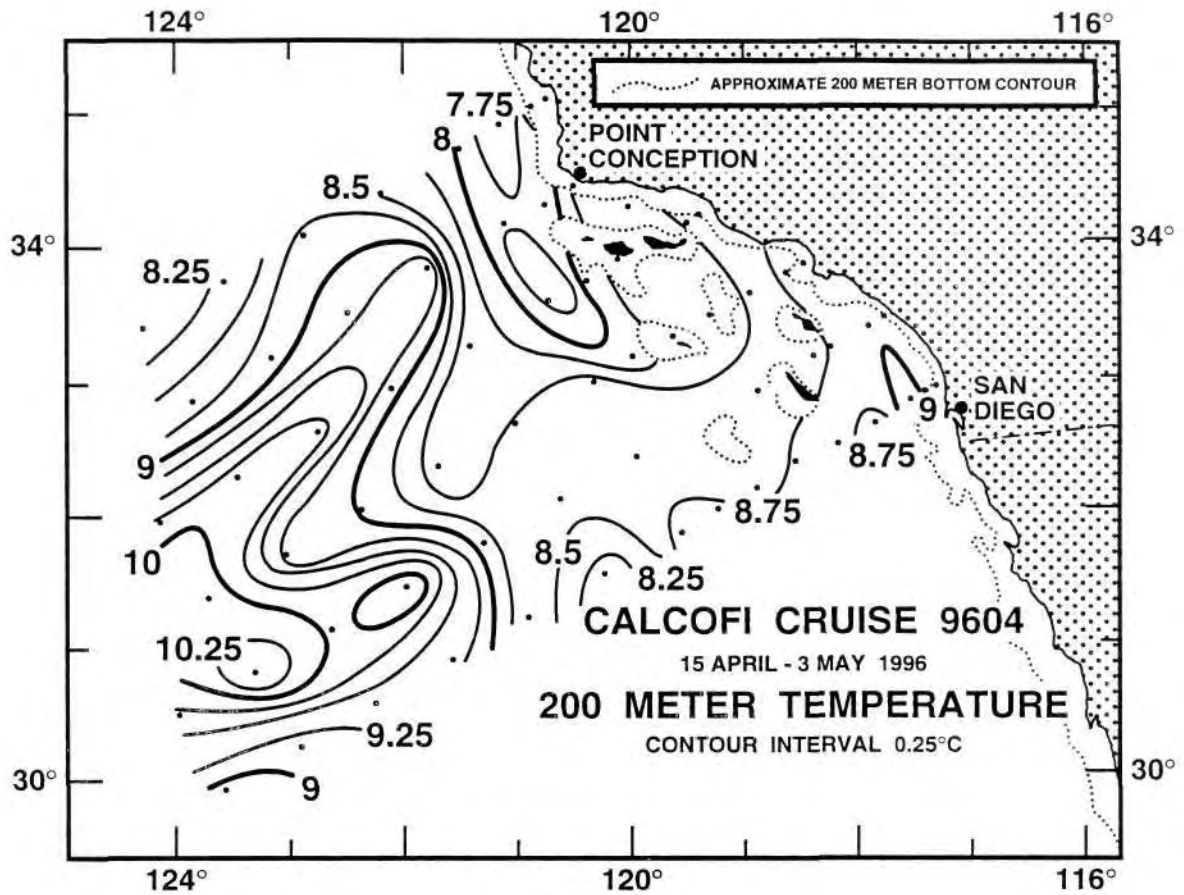 124°
120°
116°
APPROXIMATE 200 METER BOTTOM CONTOUR
7.75
POINT
CONCEPTION
8
8.5
34°
34°
8.25
SAN
DIEGO
9
8.75
9
8.75
10
8.5
8.25
CALCOFI CRUISE 9604
10.25
15 APRIL - 3 MAY 1996
200 METER TEMPERATURE
9.25
CONTOUR INTERVAL 0.25°C
30°
9
30°
124°
120°
116°